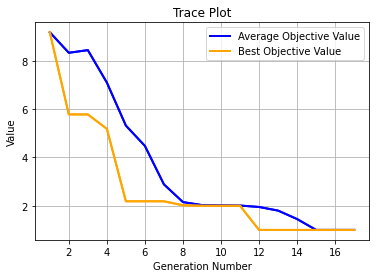 Trace Plot
Average Objective Value
Best Objective Value
Value
8
6
4
2
2 4 6 8 10 12 14 16
Generation Number